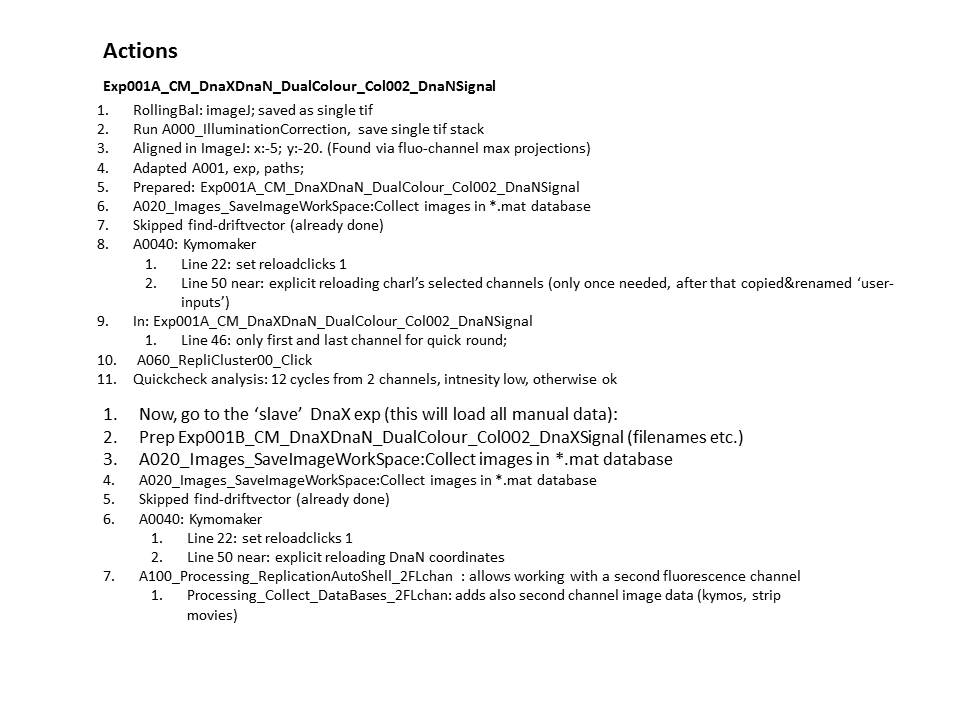 Actions
Exp001A_CM_DnaXDnaN_DualColour_Col002_DnaNSignal
1. RollingBal: imageJ; saved as single tif
2. Run A000_IlluminationCorrection, save single tif stack
3. Aligned in ImageJ: x:-5; y:-20. (Found via fluo-channel max projections)
4. Adapted A001, exp, paths;
5. Prepared: Exp001A_CM_DnaXDnaN_DualColour_Col002_DnaNSignal
6. A020_Images_SaveImageWorkSpace:Collect images in *.mat database
7. Skipped find-driftvector (already done)
8. A0040: Kymomaker
1. Line 22: set reloadclicks 1
2. Line 50 near: explicit reloading charl’s selected channels (only once needed, after that copied&renamed ‘user-
inputs’)
9. In: Exp001A_CM_DnaXDnaN_DualColour_Col002_DnaNSignal
1. Line 46: only first and last channel for quick round;
10. A060_RepliCluster00_Click
11. Quickcheck analysis: 12 cycles from 2 channels, intnesity low, otherwise ok
1. Now, go to the ‘slave’ DnaX exp (this will load all manual data):
2. Prep Exp001B_CM_DnaXDnaN_DualColour_Col002_DnaXSignal (filenames etc.)
3. A020_Images_SaveImageWorkSpace:Collect images in *.mat database
4. A020_Images_SaveImageWorkSpace:Collect images in *.mat database
5. Skipped find-driftvector (already done)
6. A0040: Kymomaker
1. Line 22: set reloadclicks 1
2. Line 50 near: explicit reloading DnaN coordinates
7. A100_Processing_ReplicationAutoShell_2FLchan : allows working with a second fluorescence channel
1. Processing_Collect_DataBases_2FLchan: adds also second channel image data (kymos, strip
movies)